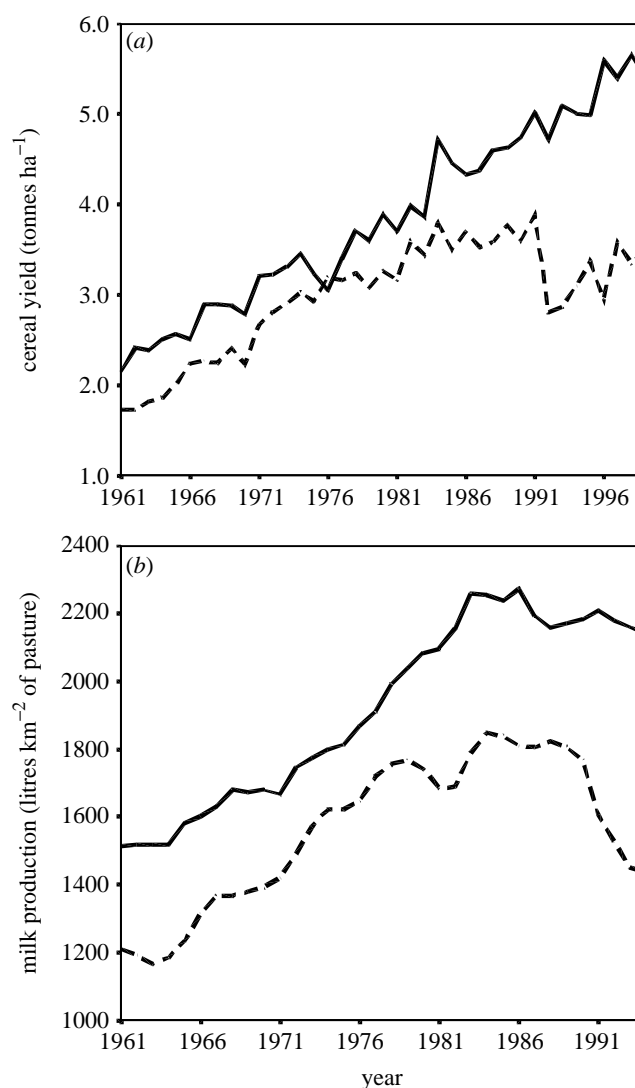 (a)
6.0
5.0
4.0
3.0
2.0
1.0
cereal yield (tonnes ha⁻¹)
1961 1966 1971 1976 1981 1986 1991 1996
(b)
2400
2200
2000
1800
1600
1400
1200
1000
milk production (litres km⁻² of pasture)
1961 1966 1971 1976 1981 1986 1991
year